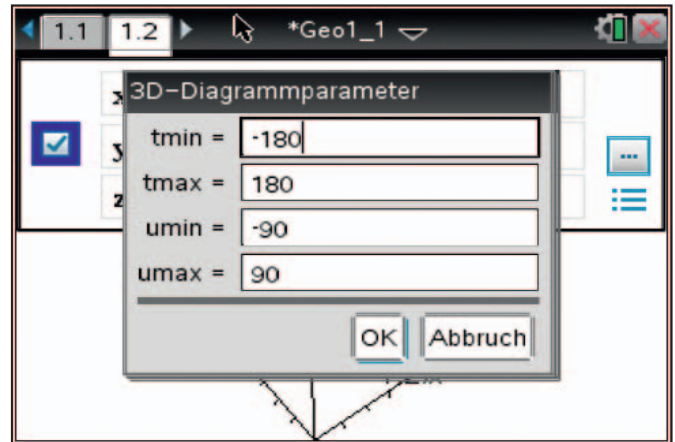 1.1 1.2 *Geo1_1
x 3D-Diagrammparameter
y
z
tmin = -180
tmax = 180
umin = -90
umax = 90
...
OK Abbruch